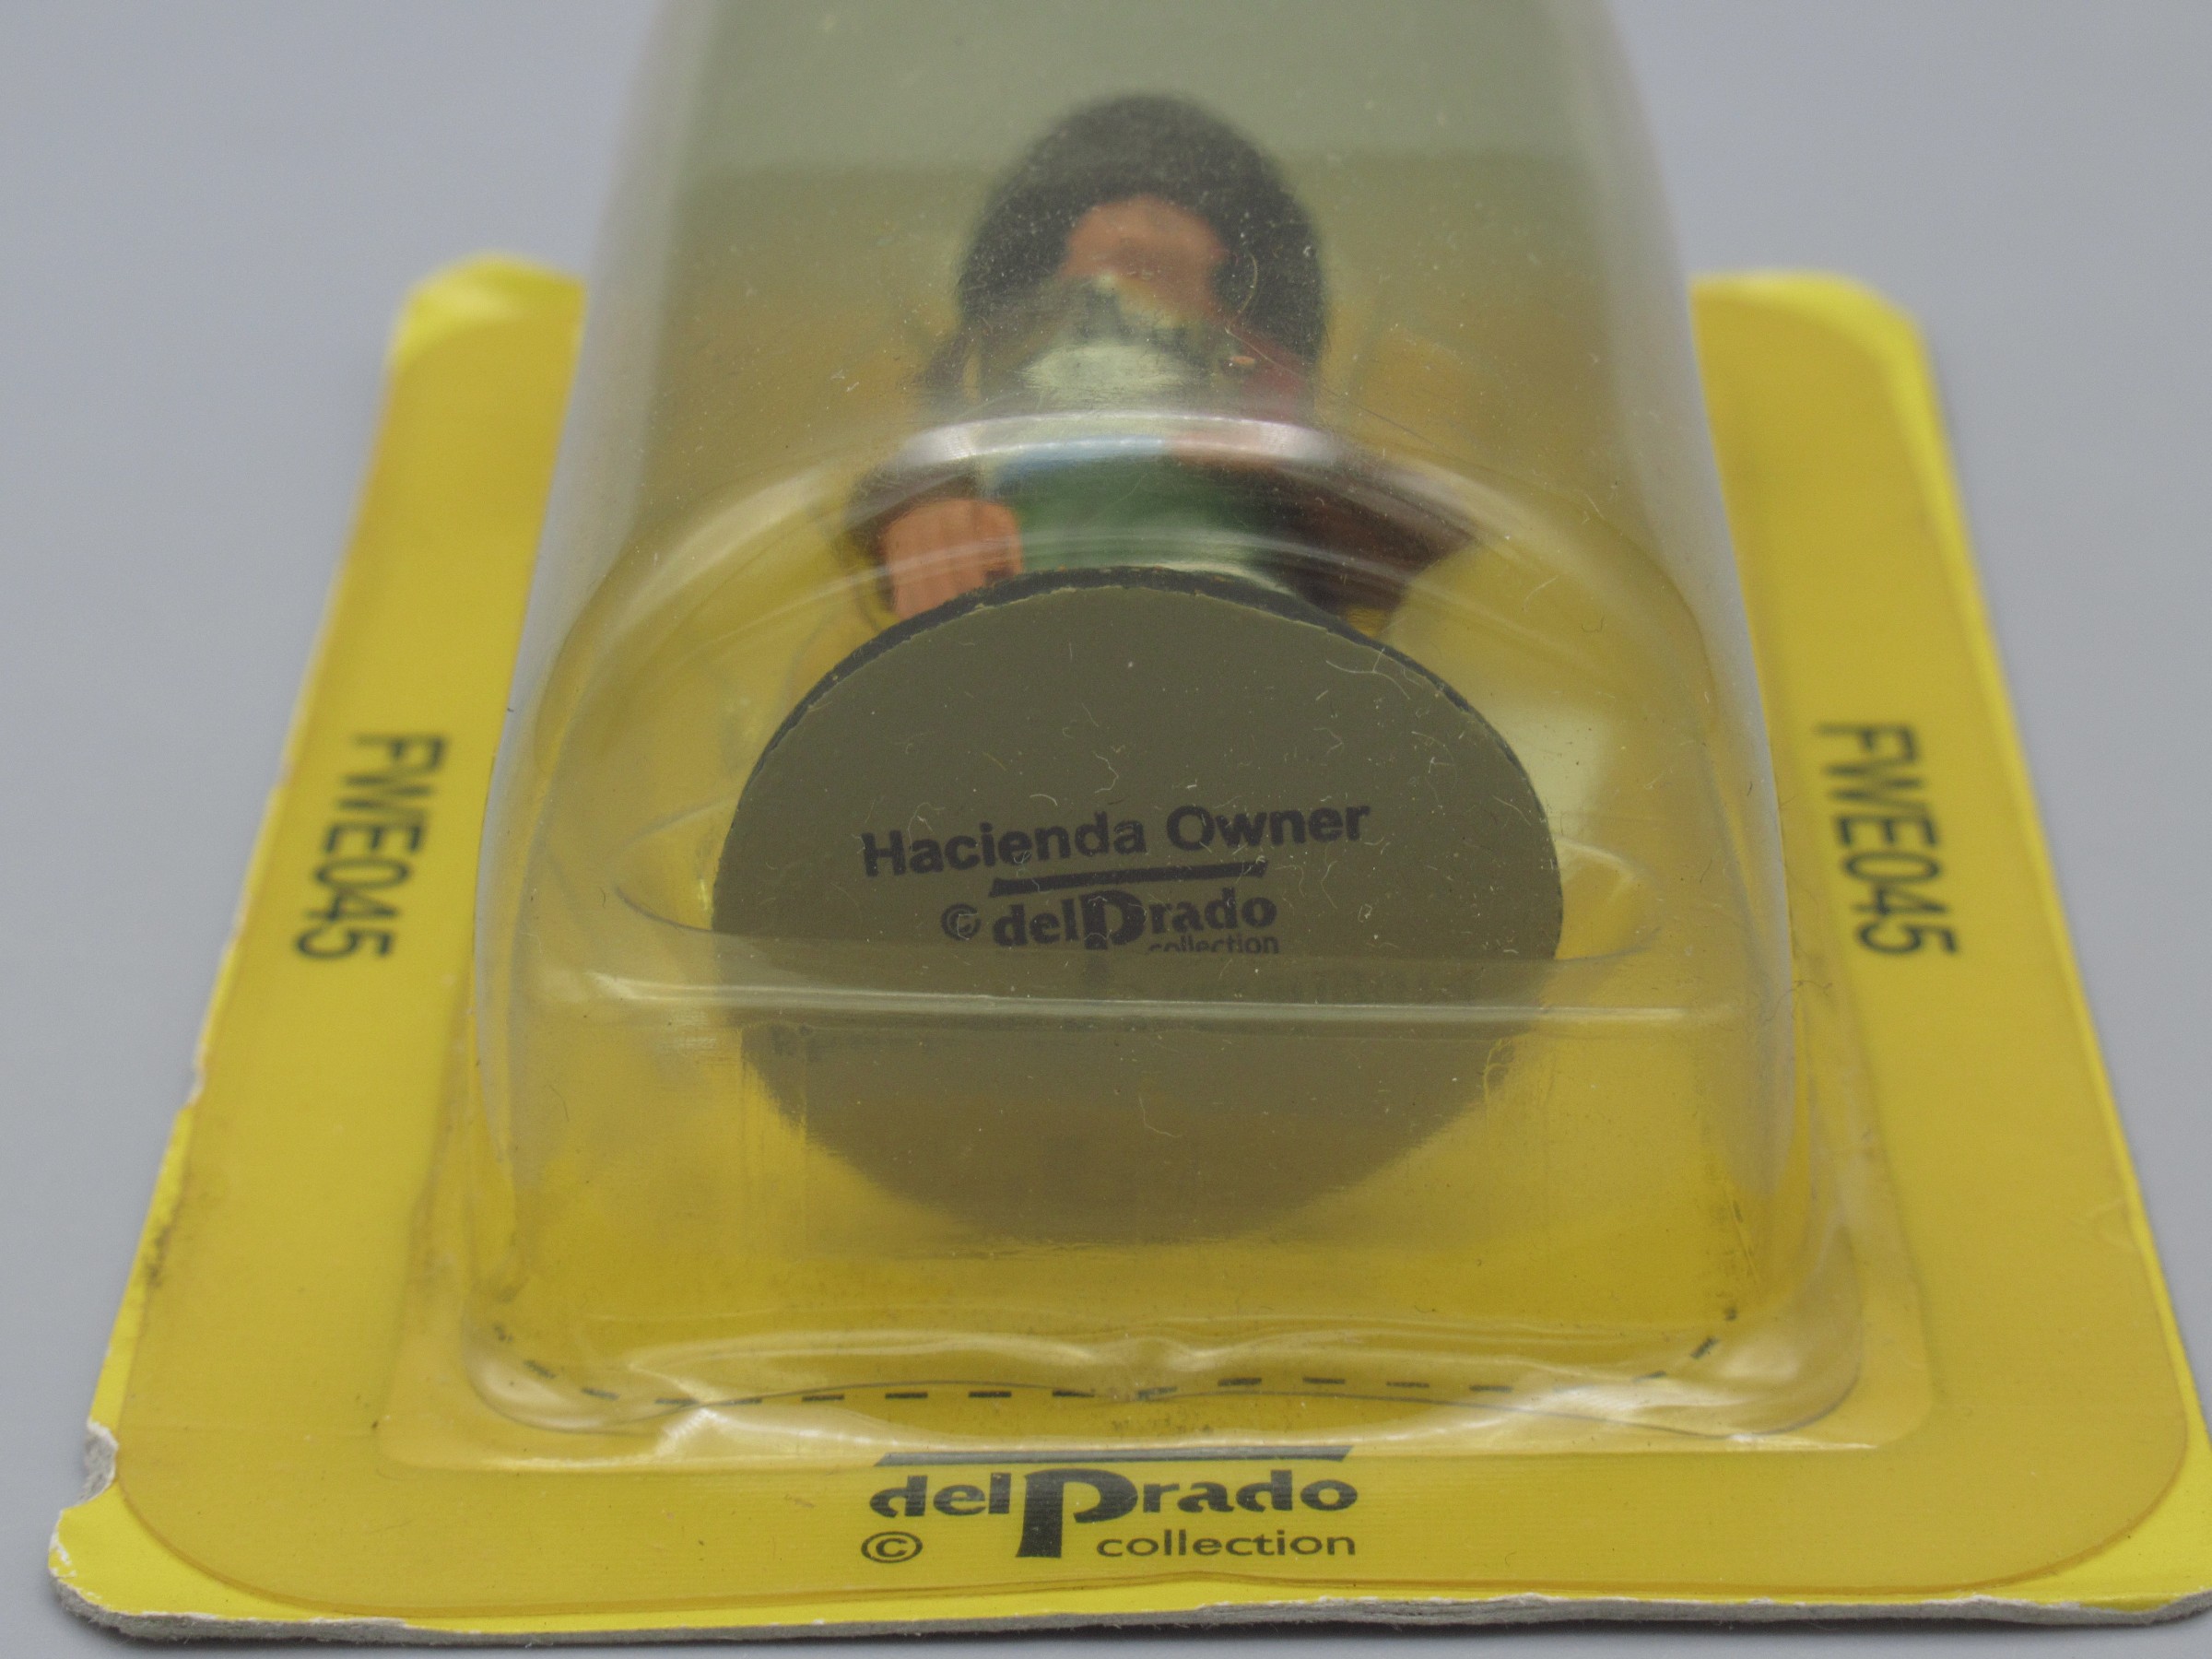 FWE045
FWE045
Hacienda Owner
© delPrado
collection
delPrado
© collection